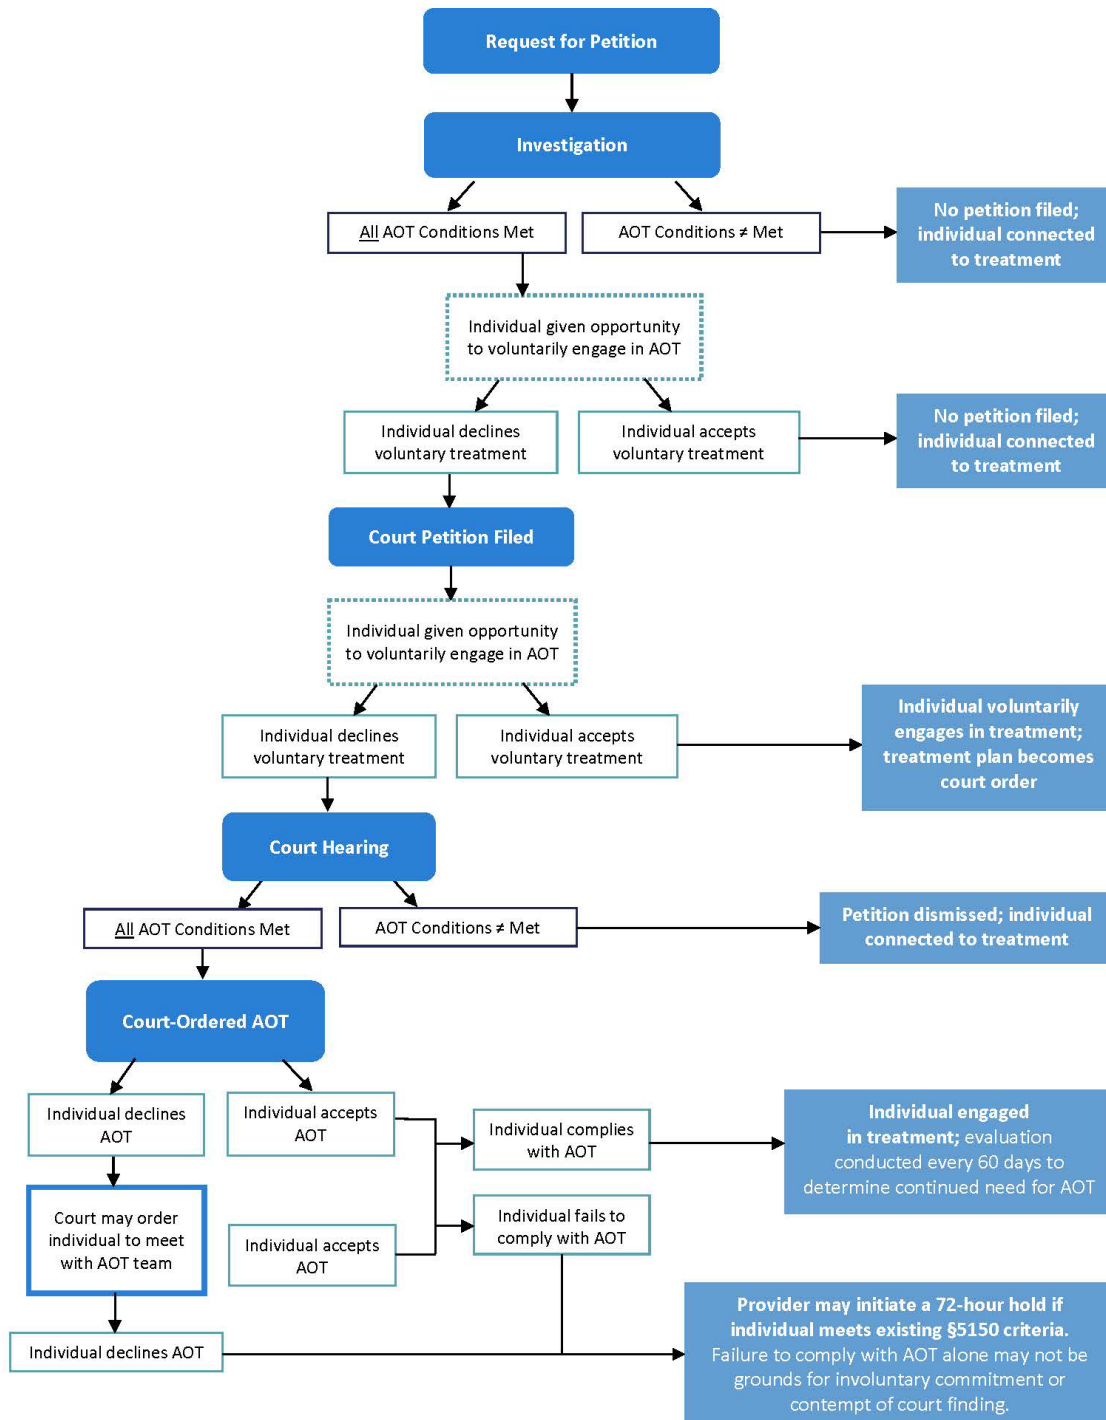 Request for Petition
Investigation
All AOT Conditions Met
AOT Conditions ≠ Met
No petition filed;
individual connected
to treatment
Individual given opportunity
to voluntarily engage in AOT
Individual declines
voluntary treatment
Individual accepts
voluntary treatment
No petition filed;
individual connected
to treatment
Court Petition Filed
Individual given opportunity
to voluntarily engage in AOT
Individual declines
voluntary treatment
Individual accepts
voluntary treatment
Individual voluntarily
engages in treatment;
treatment plan becomes
court order
Court Hearing
All AOT Conditions Met
AOT Conditions ≠ Met
Petition dismissed; individual
connected to treatment
Court-Ordered AOT
Individual declines
AOT
Individual accepts
AOT
Individual complies
with AOT
Individual engaged
in treatment; evaluation
conducted every 60 days to
determine continued need for AOT
Court may order
individual to meet
with AOT team
Individual accepts
AOT
Individual fails to
comply with AOT
Individual declines AOT
Provider may initiate a 72-hour hold if
individual meets existing §5150 criteria.
Failure to comply with AOT alone may not be
grounds for involuntary commitment or
contempt of court finding.